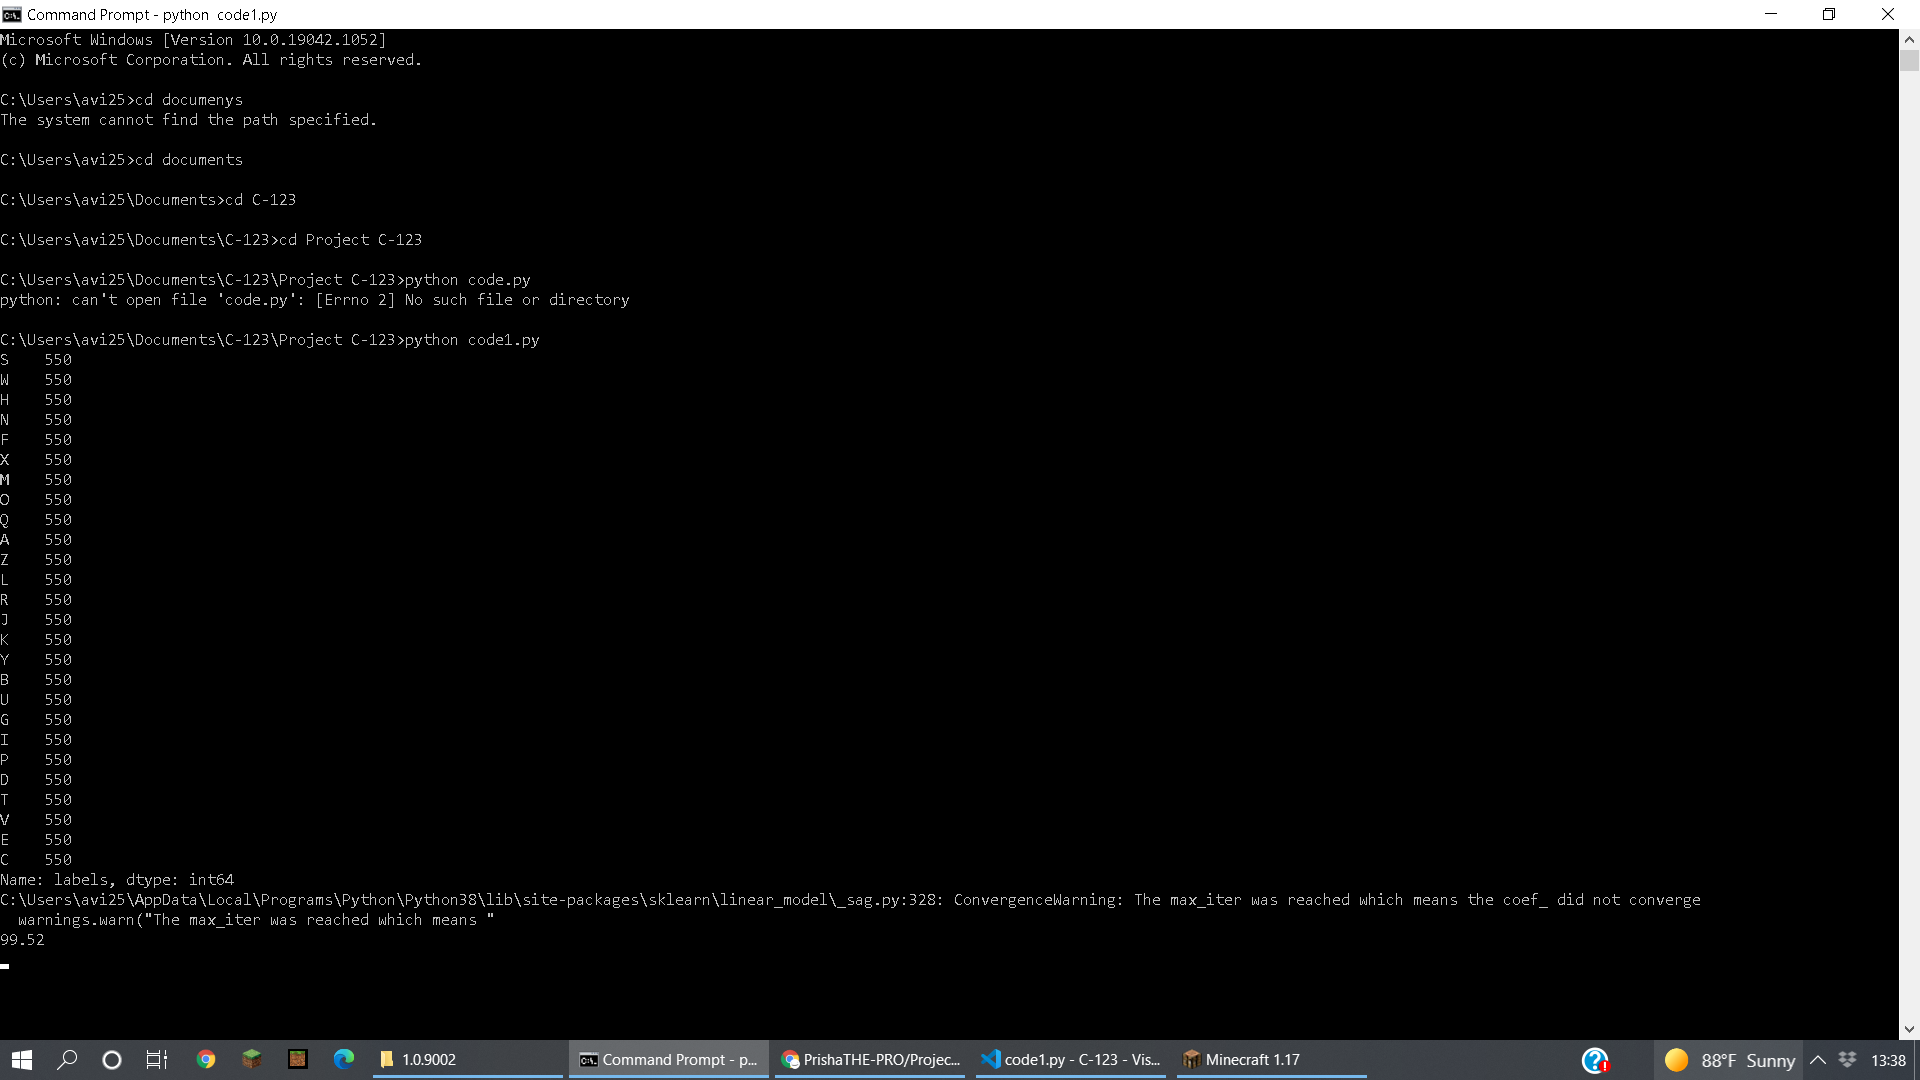 Command Prompt - python  code1.py
Microsoft Windows [Version 10.0.19042.1052]
(c) Microsoft Corporation. All rights reserved.
C:\Users\avi25>cd documenys
The system cannot find the path specified.
C:\Users\avi25>cd documents
C:\Users\avi25\Documents>cd C-123
C:\Users\avi25\Documents\C-123>cd Project C-123
C:\Users\avi25\Documents\C-123\Project C-123>python code.py
python: can't open file 'code.py': [Errno 2] No such file or directory
C:\Users\avi25\Documents\C-123\Project C-123>python code1.py
S    550
W    550
H    550
N    550
F    550
X    550
M    550
O    550
Q    550
A    550
Z    550
L    550
R    550
J    550
K    550
Y    550
B    550
U    550
G    550
I    550
P    550
D    550
T    550
V    550
E    550
C    550
Name: labels, dtype: int64
C:\Users\avi25\AppData\Local\Programs\Python\Python38\lib\site-packages\sklearn\linear_model\_sag.py:328: ConvergenceWarning: The max_iter was reached which means the coef_ did not converge
  warnings.warn("The max_iter was reached which means "
99.52
1.0.9002
Command Prompt - p...
PrishaTHE-PRO/Projec...
code1.py - C-123 - Vis...
Minecraft 1.17
88°F Sunny
13:38